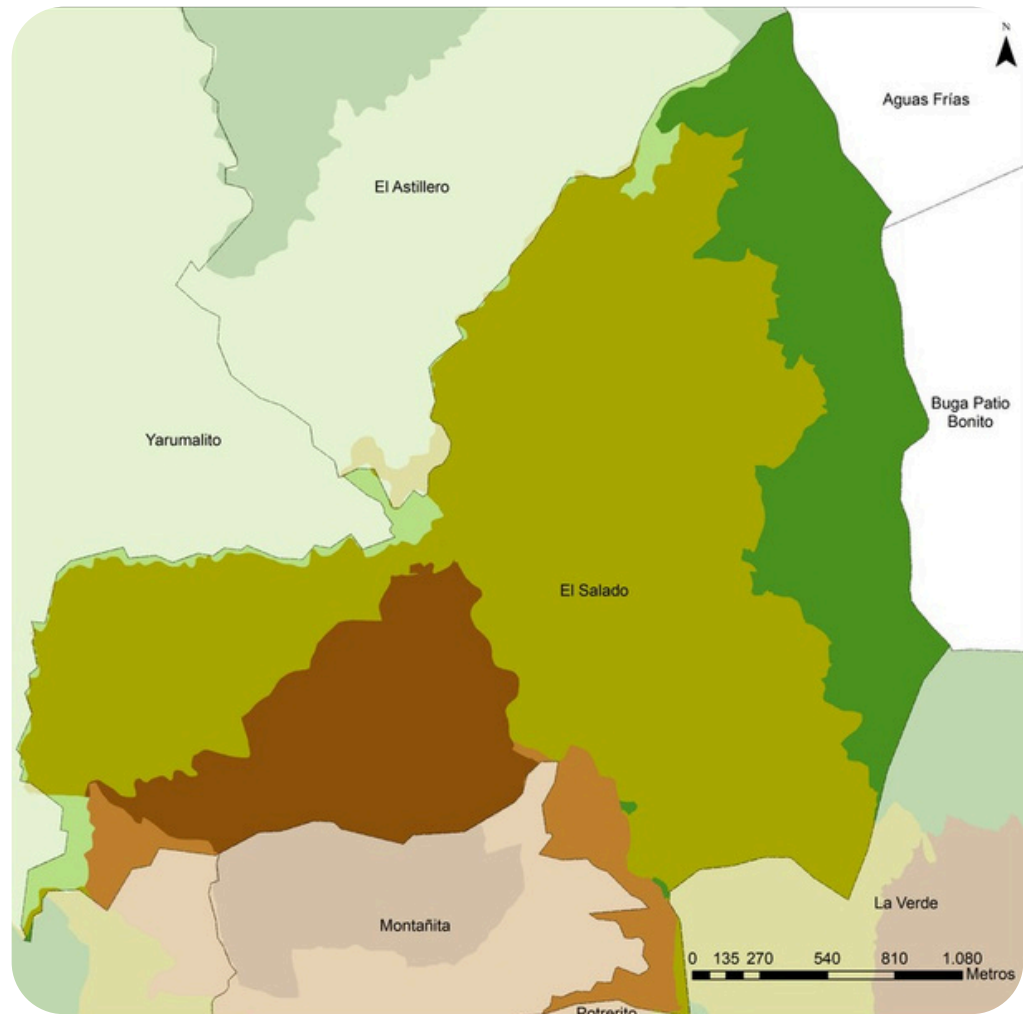 N
Aguas Frías
El Astillero
Buga Patio
Bonito
Yarumalito
El Salado
La Verde
Montañita
0 135 270 540 810 1.080
Metros
Potrerito